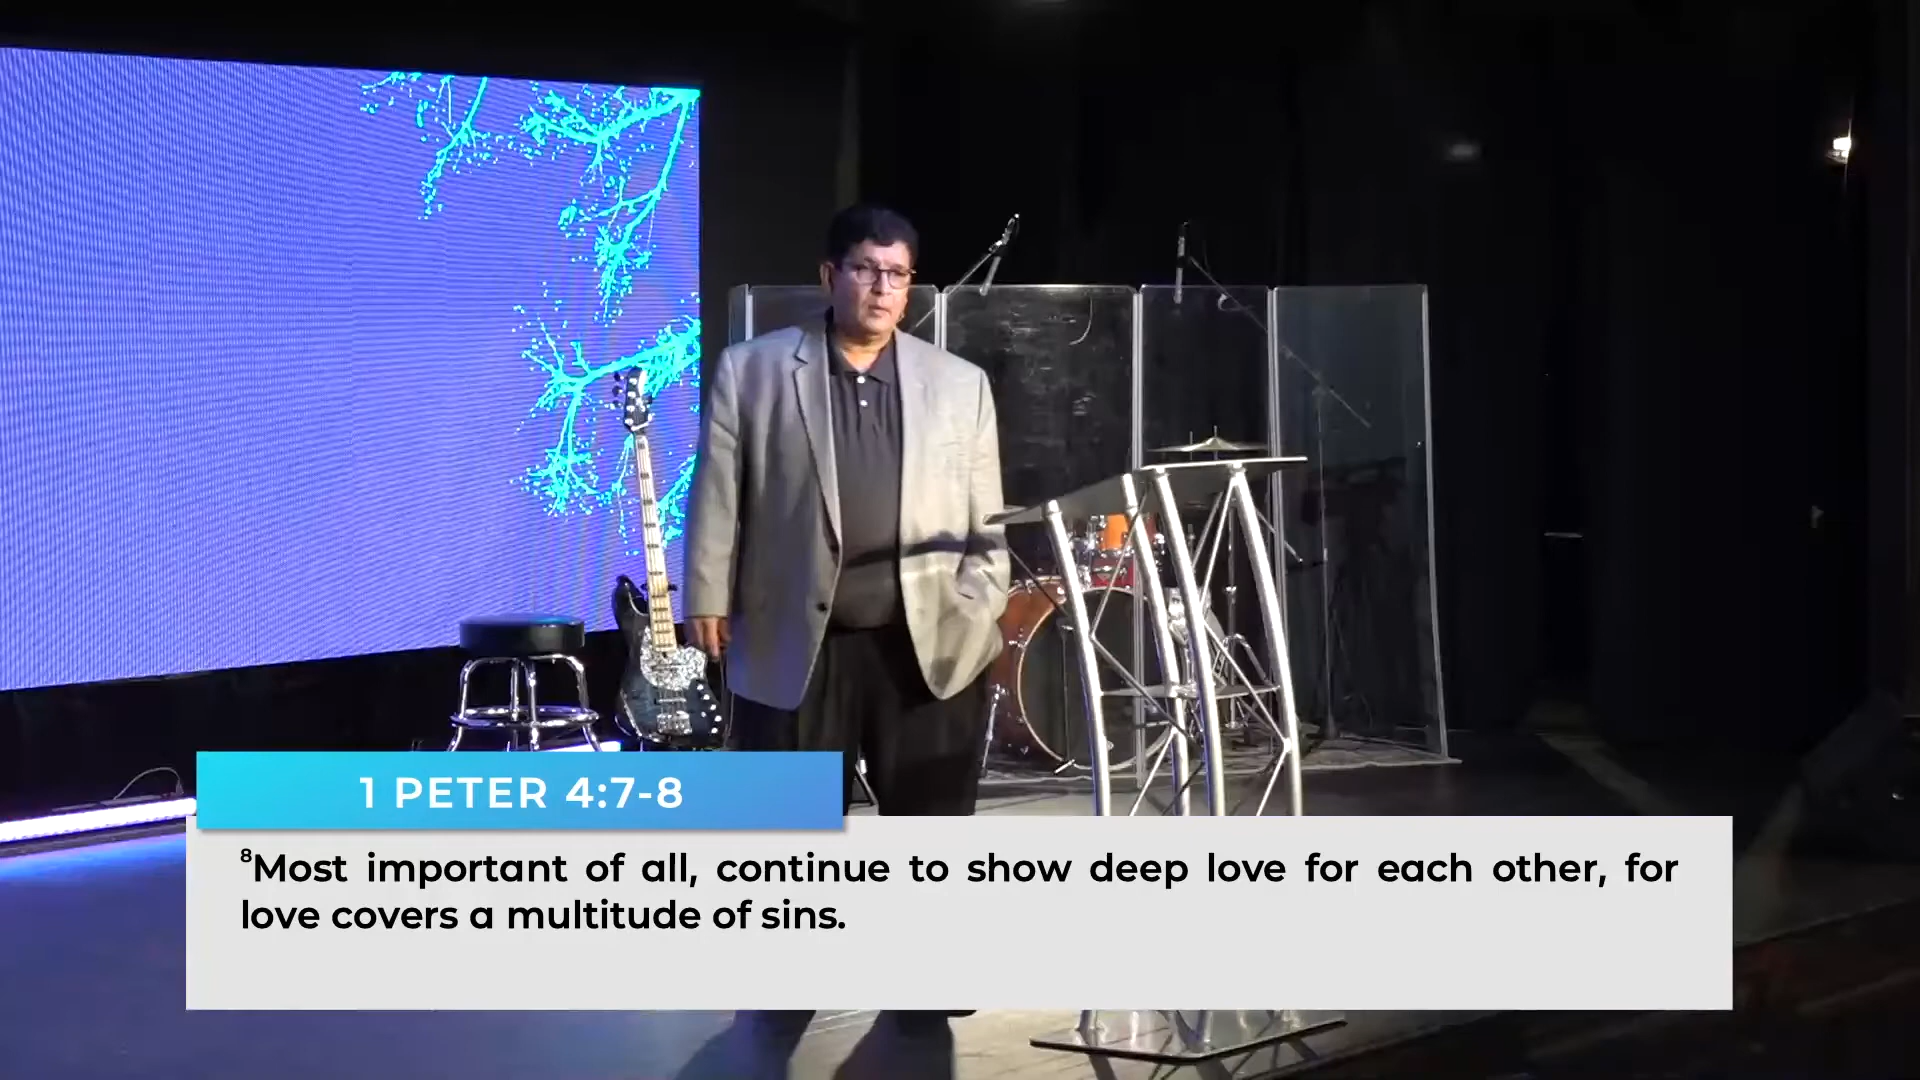 1 PETER 4:7-8
⁸Most important of all, continue to show deep love for each other, for
love covers a multitude of sins.